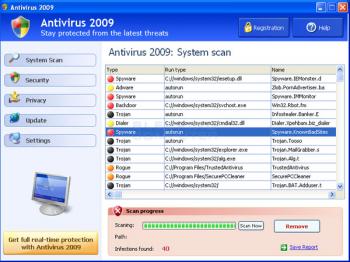 Antivirus 2009
Antivirus 2009
Stay protected from the latest threats
Registration
Help
System Scan
Security
Privacy
Update
Settings
Get full real-time protection with Antivirus 2009
Antivirus 2009: System scan
Type Run type Name
Spyware C://windows/system32/iesetup.dll Spyware.IEMonster.d
Adware autorun Zlob.PornAdvertiser.ba
Spyware autorun Spyware.IMMonitor
Backdoor C://windows/system32/svchost.exe Win32.Rbot.fm
Trojan autorun Infostealer.Banker.E
Dialer C://windows/system32/cmdial32.dll Dialer.Xpehbam.biz_dialer
Spyware autorun Spyware.KnownBadSites
Trojan autorun Trojan.Tooso
Trojan C://windows/system32/explorer.exe Trojan.MailGrabber.s
Trojan C://windows/system32/alg.exe Trojan.Alg.t
Rogue C://Program Files/TrustedAntivirus TrustedAntivirus
Rogue C://Program Files/SecurePCCleaner SecurePCCleaner
Trojan C://windows/system32/ Trojan.BAT.Adduser.t
Scan progress
Scanning:
Scan Now
Remove
Path:
Infections found: 40
Save Report